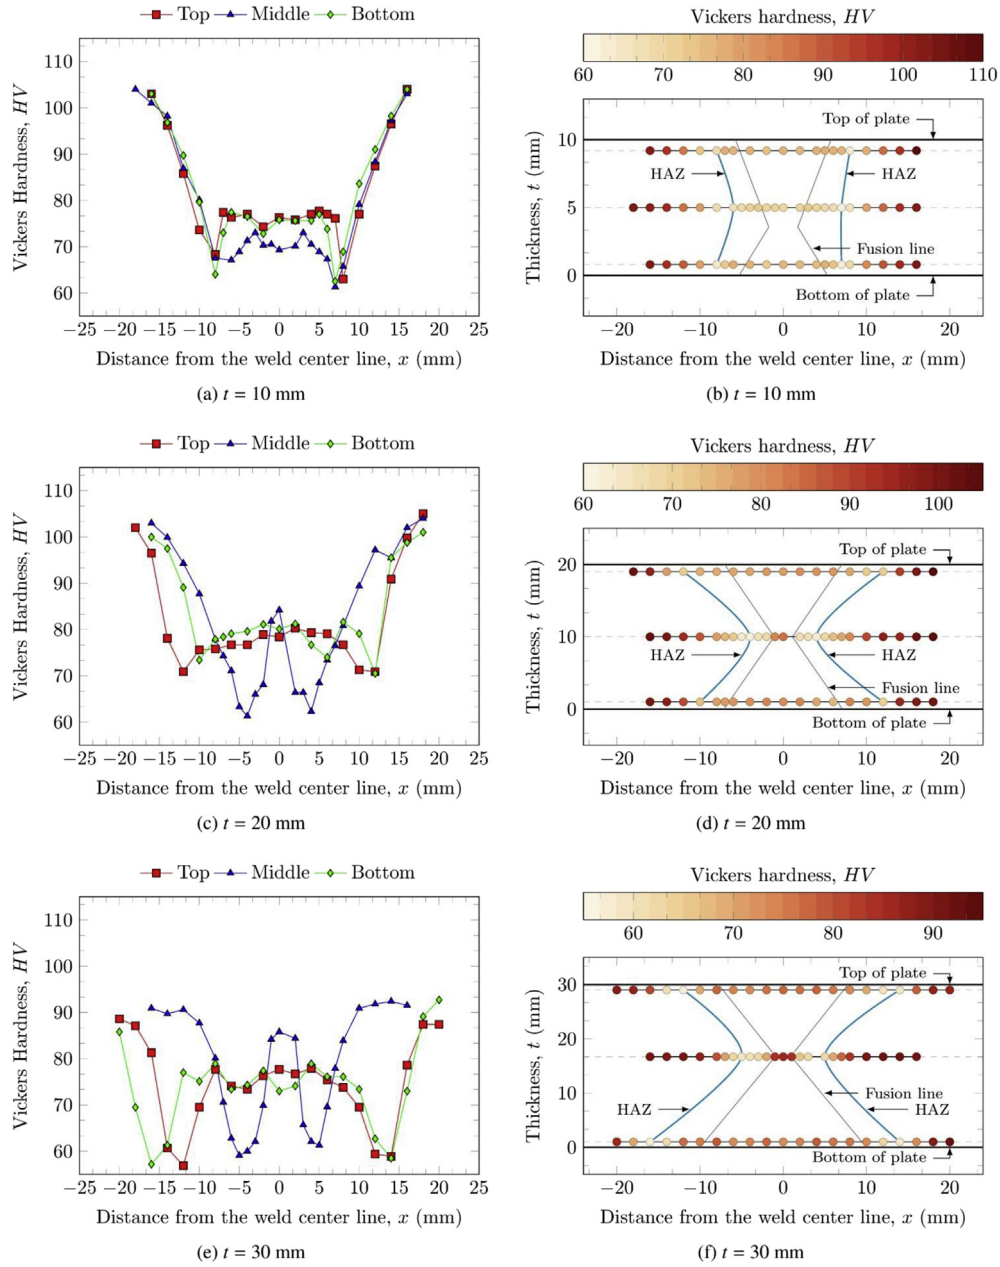 Top Middle Bottom
110
100
90
80
70
60
Vickers Hardness, HV
−25 −20 −15 −10 −5 0 5 10 15 20 25
Distance from the weld center line, x (mm)
(a) t = 10 mm
Vickers hardness, HV
60 70 80 90 100 110
Top of plate
10
HAZ HAZ
5
Fusion line
0
Bottom of plate
Thickness, t (mm)
−20 −10 0 10 20
Distance from the weld center line, x (mm)
(b) t = 10 mm
Top Middle Bottom
110
100
90
80
70
60
Vickers Hardness, HV
−25 −20 −15 −10 −5 0 5 10 15 20 25
Distance from the weld center line, x (mm)
(c) t = 20 mm
Vickers hardness, HV
60 70 80 90 100
Top of plate
20
10
HAZ HAZ
Fusion line
0
Bottom of plate
Thickness, t (mm)
−20 −10 0 10 20
Distance from the weld center line, x (mm)
(d) t = 20 mm
Top Middle Bottom
110
100
90
80
70
60
Vickers Hardness, HV
−25 −20 −15 −10 −5 0 5 10 15 20 25
Distance from the weld center line, x (mm)
(e) t = 30 mm
Vickers hardness, HV
60 70 80 90
Top of plate
30
20
10
Fusion line
HAZ HAZ
0
Bottom of plate
Thickness, t (mm)
−20 −10 0 10 20
Distance from the weld center line, x (mm)
(f) t = 30 mm